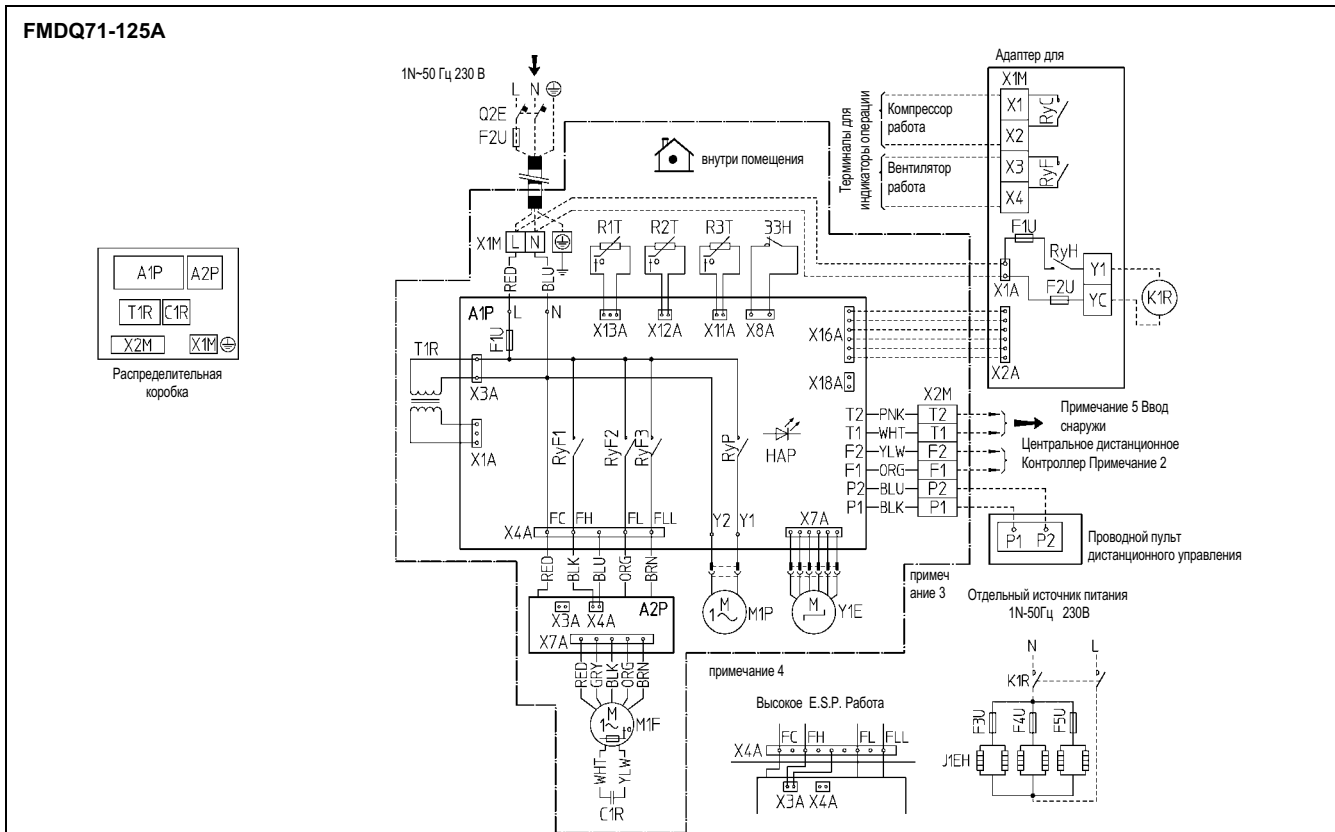 FMDQ71-125A
1N~50 Гц 230 В
L N
Q2E
F2U
внутри помещения
Терминалы для
индикаторы операции
Компрессор
работа
Вентилятор
работа
Адаптер для
X1M
X1
X2
X3
X4
RyC
RyF
F1U
RyH
Y1
X1A
F2U
YC
K1R
X2A
A1P A2P
T1R C1R
X2M X1M
Распределительная
коробка
X1M L N
RED
BLU
R1T R2T R3T 33H
X13A X12A X11A X8A
X16A
X18A
A1P L N
F1U
T1R
X3A
X1A
RyF1
RyF2
RyF3
RyP
HAP
X2M
T2 PNK T2
T1 WHT T1
F2 YLW F2
F1 ORG F1
P2 BLU P2
P1 BLK P1
Примечание 5 Ввод
снаружи
Центральное дистанционное
Контроллер Примечание 2
P1 P2
Проводной пульт
дистанционного управления
X4A FC FH FL FLL
Y2 Y1
X7A
RED
BLK
BLU
ORG
BRN
A2P
X3A X4A
X7A
M
1~
M1P
M
Y1E
примеч
ание 3
RED
GRY
BLK
ORG
BRN
M
1~
M1F
WHT
YLW
C1R
примечание 4
Высокое E.S.P. Работа
FC FH FL FLL
X4A
X3A X4A
Отдельный источник питания
1N-50Гц 230В
N L
K1R
F3U
F4U
F5U
J1EH